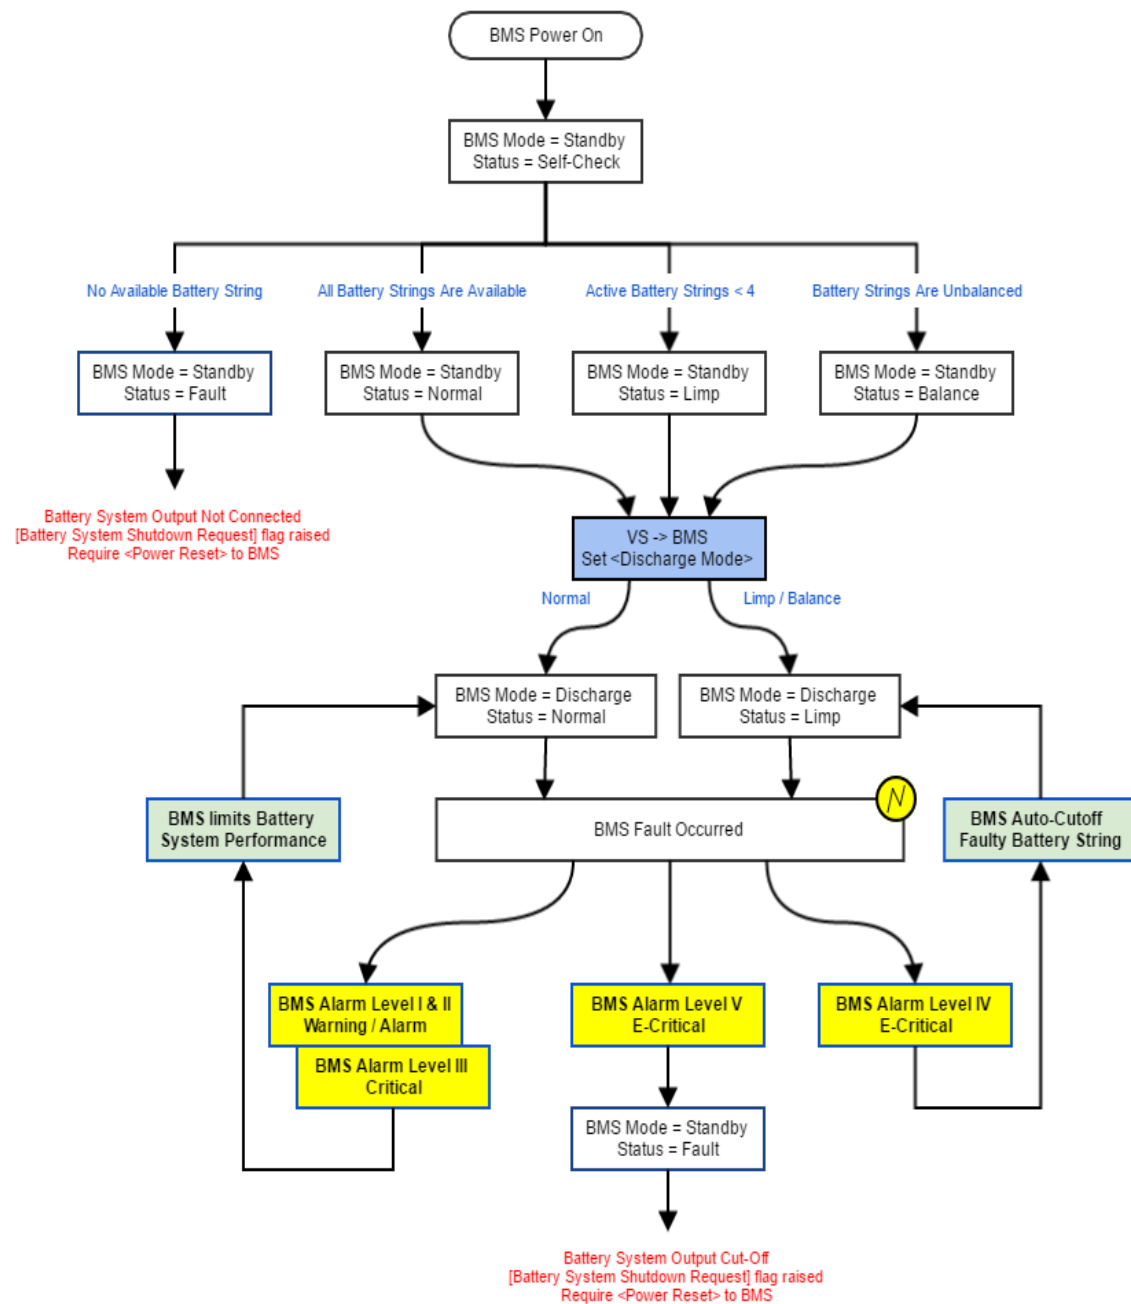 BMS Power On
BMS Mode = Standby
Status = Self-Check
No Available Battery String
All Battery Strings Are Available
Active Battery Strings < 4
Battery Strings Are Unbalanced
BMS Mode = Standby
Status = Fault
BMS Mode = Standby
Status = Normal
BMS Mode = Standby
Status = Limp
BMS Mode = Standby
Status = Balance
Battery System Output Not Connected
[Battery System Shutdown Request] flag raised
Require <Power Reset> to BMS
VS -> BMS
Set <Discharge Mode>
Normal
Limp / Balance
BMS Mode = Discharge
Status = Normal
BMS Mode = Discharge
Status = Limp
BMS limits Battery
System Performance
BMS Fault Occurred
N
BMS Auto-Cutoff
Faulty Battery String
BMS Alarm Level I & II
Warning / Alarm
BMS Alarm Level III
Critical
BMS Alarm Level V
E-Critical
BMS Alarm Level IV
E-Critical
BMS Mode = Standby
Status = Fault
Battery System Output Cut-Off
[Battery System Shutdown Request] flag raised
Require <Power Reset> to BMS